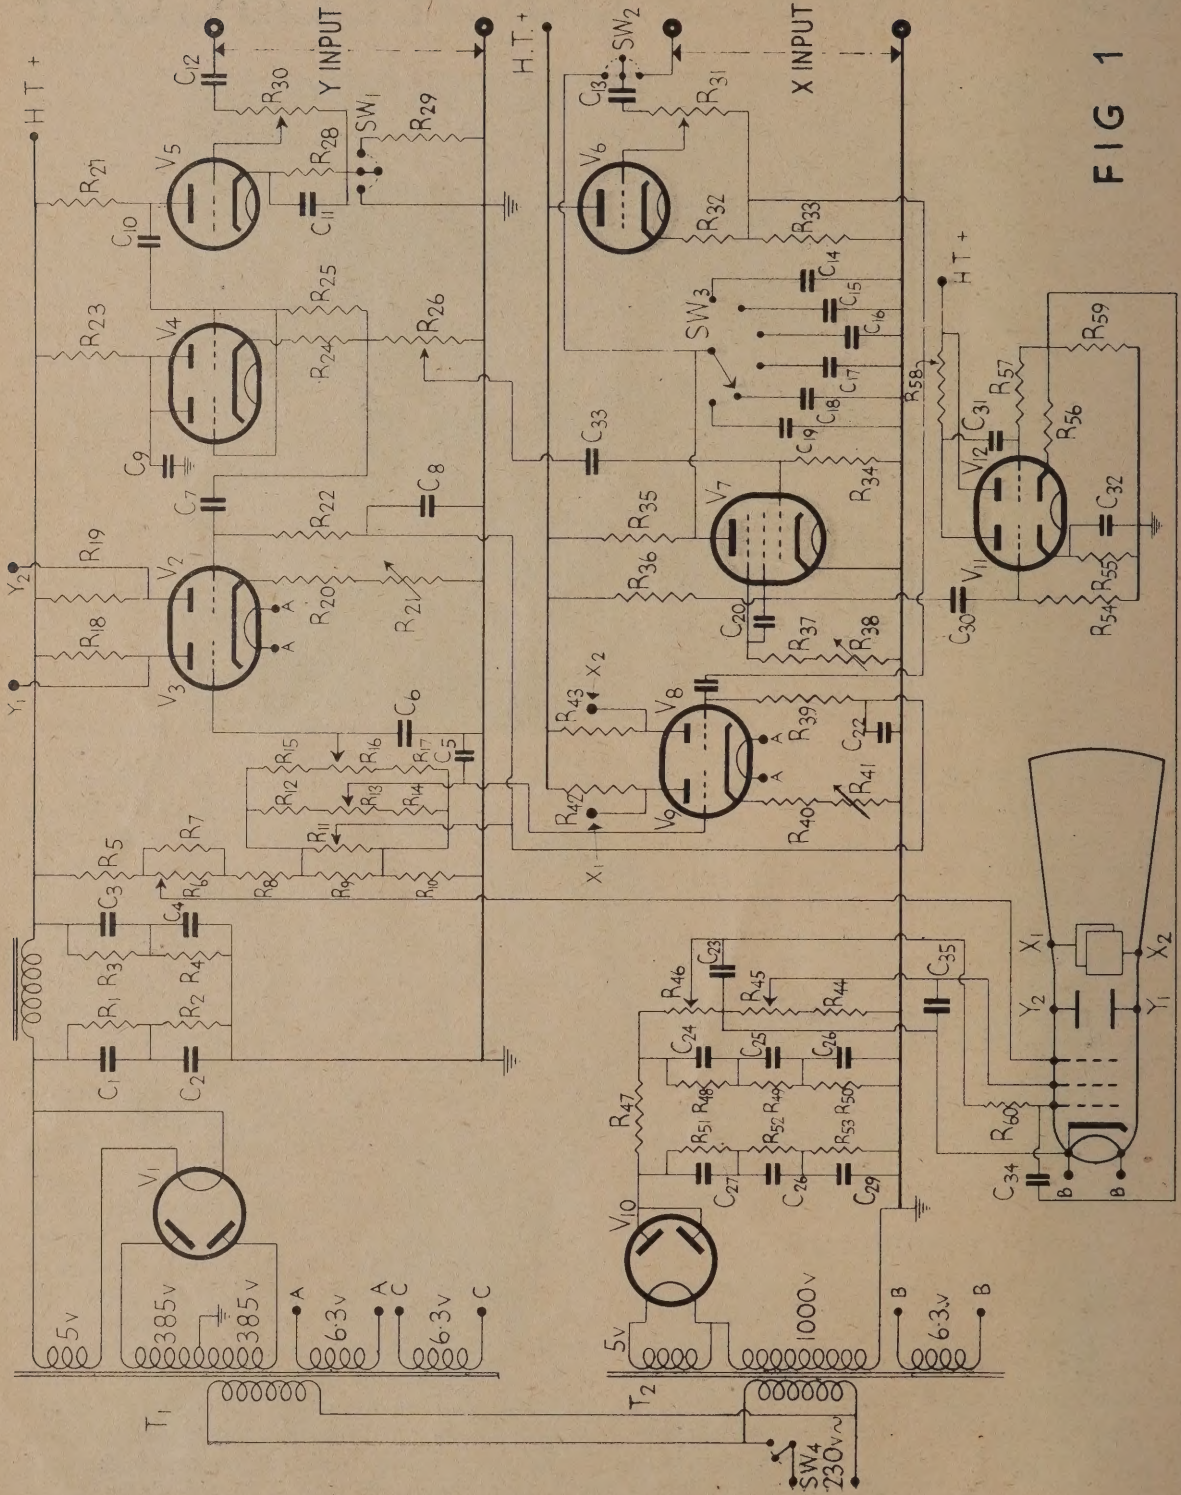 H T +
R27
C12
Y INPUT
V5
R30
C10
R28
SW1
C11
R29
R23
V4
R25
C9
R24
R26
C7
C8
R22
Y2
R19
V2
R18
R20
A
A
R21
Y1
V3
C6
C5
R15
R16
R17
R12
R13
R14
R11
R5
R7
R6
R8
R9
R10
C3
C4
R3
R4
R1
R2
C1
C2
V1
5V
385V
385V
A
6·3V
A
C
6·3V
C
T1
H.T. +
SW2
C13
V6
R31
X INPUT
R32
R33
SW3
C14
C15
C16
C17
C18
C19
C33
R35
R36
V7
R34
C20
R37
R38
X2
R43
V8
R42
X1
V9
A
A
R39
C22
R40
R41
R46
C23
R45
R44
C35
R47
C24
C25
C26
R48
R49
R50
R51
R52
R53
C27
C26
C29
V10
5V
1000V
B
6·3V
B
T2
SW4
230V~
H T +
R58
C31
R57
R59
V12
R56
V11
C32
C30
R55
R54
X1
X2
Y2
Y1
R60
C34
B
B
FIG 1